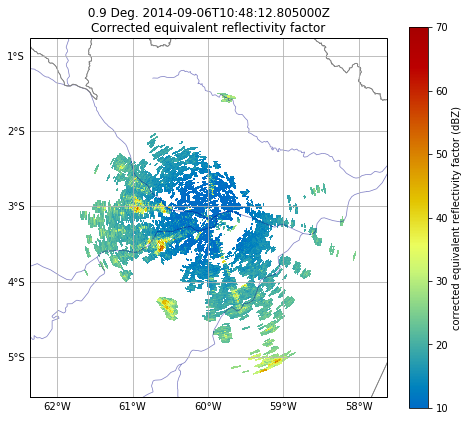 0.9 Deg. 2014-09-06T10:48:12.805000Z
Corrected equivalent reflectivity factor
1°S
2°S
3°S
4°S
5°S
62°W
61°W
60°W
59°W
58°W
70
60
50
40
30
20
10
corrected equivalent reflectivity factor (dBZ)